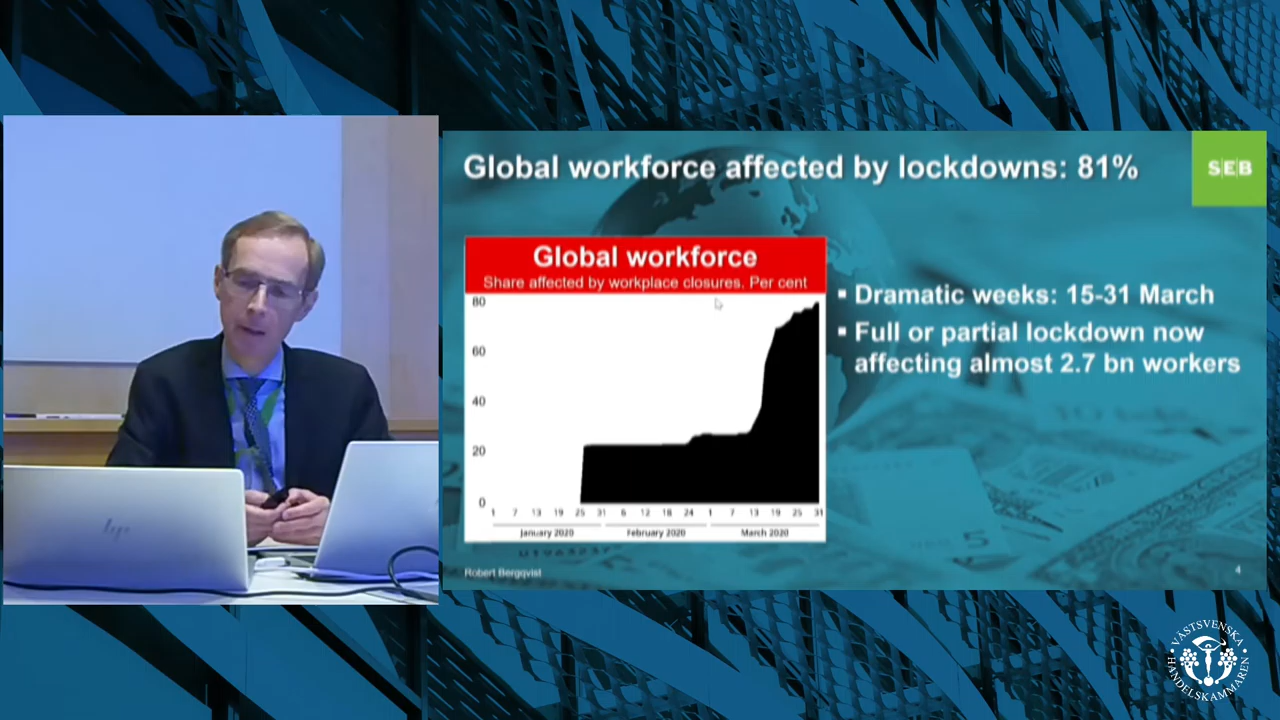 Global workforce affected by lockdowns: 81%
SEB
Global workforce
Share affected by workplace closures. Per cent
80
60
40
20
0
1 7 13 19 25 31 6 12 18 24 1 7 13 19 25 31
January 2020 February 2020 March 2020
▪ Dramatic weeks: 15-31 March
▪ Full or partial lockdown now
affecting almost 2.7 bn workers
5
Robert Bergqvist
4
VÄSTSVENSKA
HANDELSKAMMAREN